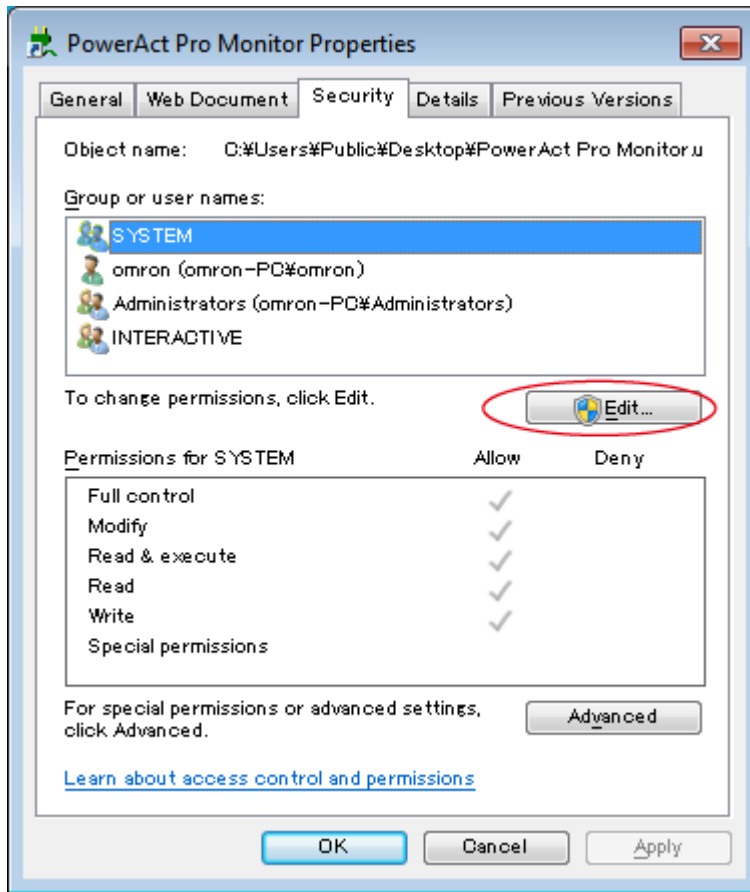 PowerAct Pro Monitor Properties
General Web Document Security Details Previous Versions
Object name: C:¥Users¥Public¥Desktop¥PowerAct Pro Monitor.u
Group or user names:
SYSTEM
omron (omron-PC¥omron)
Administrators (omron-PC¥Administrators)
INTERACTIVE
To change permissions, click Edit.
Edit...
Permissions for SYSTEM Allow Deny
Full control
Modify
Read & execute
Read
Write
Special permissions
For special permissions or advanced settings,
click Advanced.
Advanced
Learn about access control and permissions
OK Cancel Apply